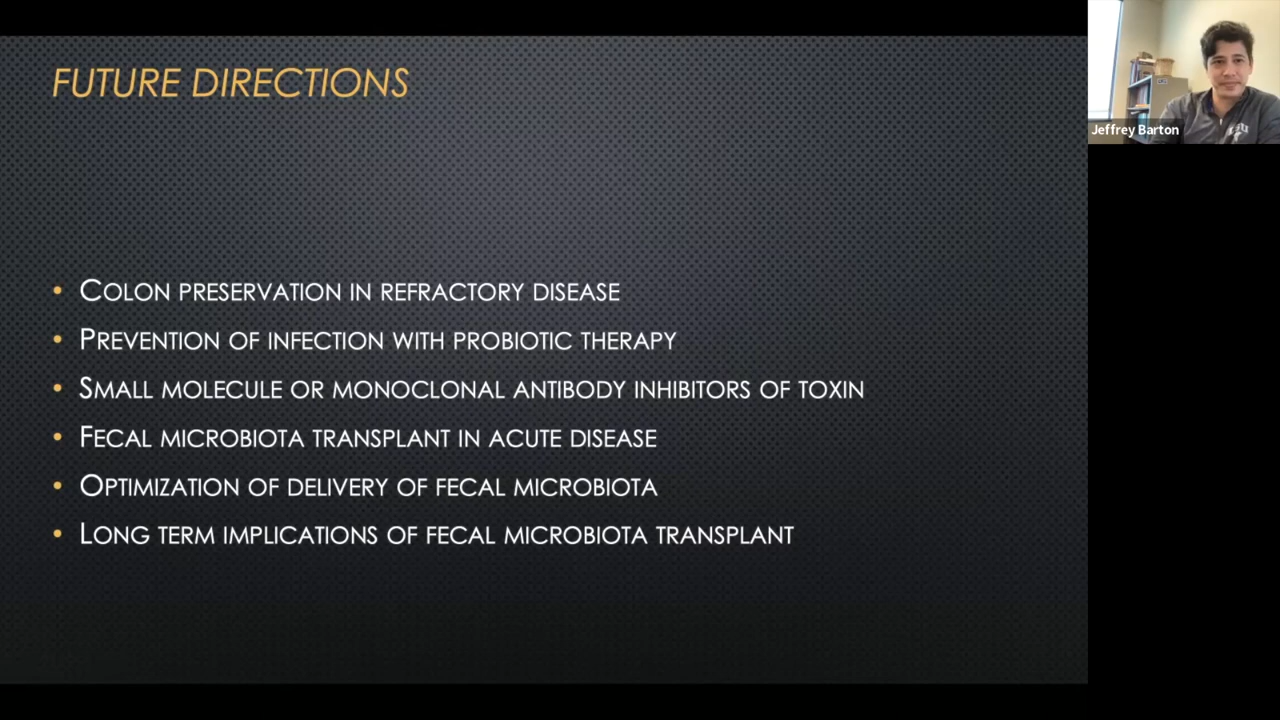 FUTURE DIRECTIONS
• COLON PRESERVATION IN REFRACTORY DISEASE
• PREVENTION OF INFECTION WITH PROBIOTIC THERAPY
• SMALL MOLECULE OR MONOCLONAL ANTIBODY INHIBITORS OF TOXIN
• FECAL MICROBIOTA TRANSPLANT IN ACUTE DISEASE
• OPTIMIZATION OF DELIVERY OF FECAL MICROBIOTA
• LONG TERM IMPLICATIONS OF FECAL MICROBIOTA TRANSPLANT
Jeffrey Barton